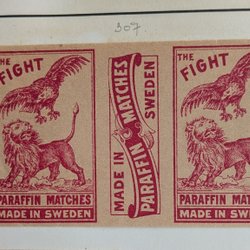 307
THE
FIGHT
PARAFFIN MATCHES
MADE IN SWEDEN
MADE IN SWEDEN
PARAFFIN MATCHES
THE
FIGHT
PARAFFIN MATCHES
MADE IN SWEDEN